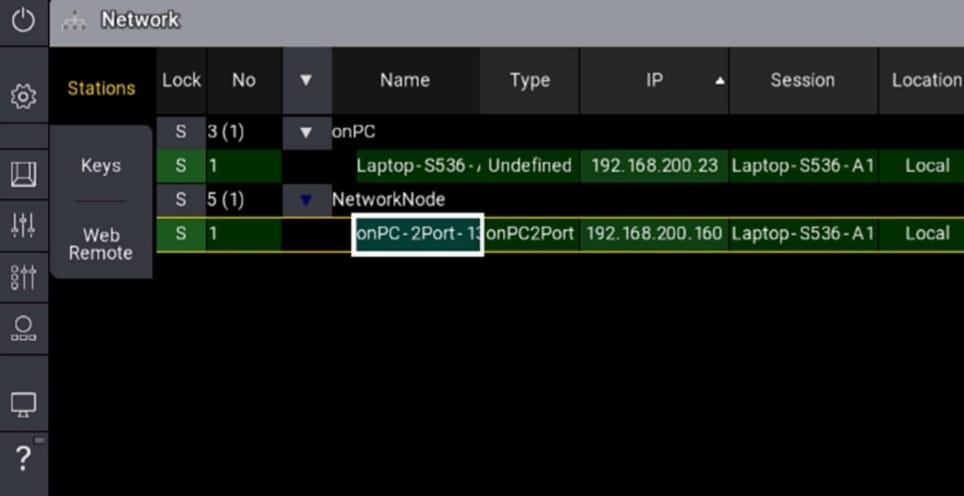 Network
Stations
Keys
Web
Remote
Lock No ▼ Name Type IP ▲ Session Location
S 3 (1) ▼ onPC
S 1 Laptop-S536- Undefined 192.168.200.23 Laptop-S536-A1 Local
S 5 (1) ▼ NetworkNode
S 1 onPC-2Port-13 onPC2Port 192.168.200.160 Laptop-S536-A1 Local
?